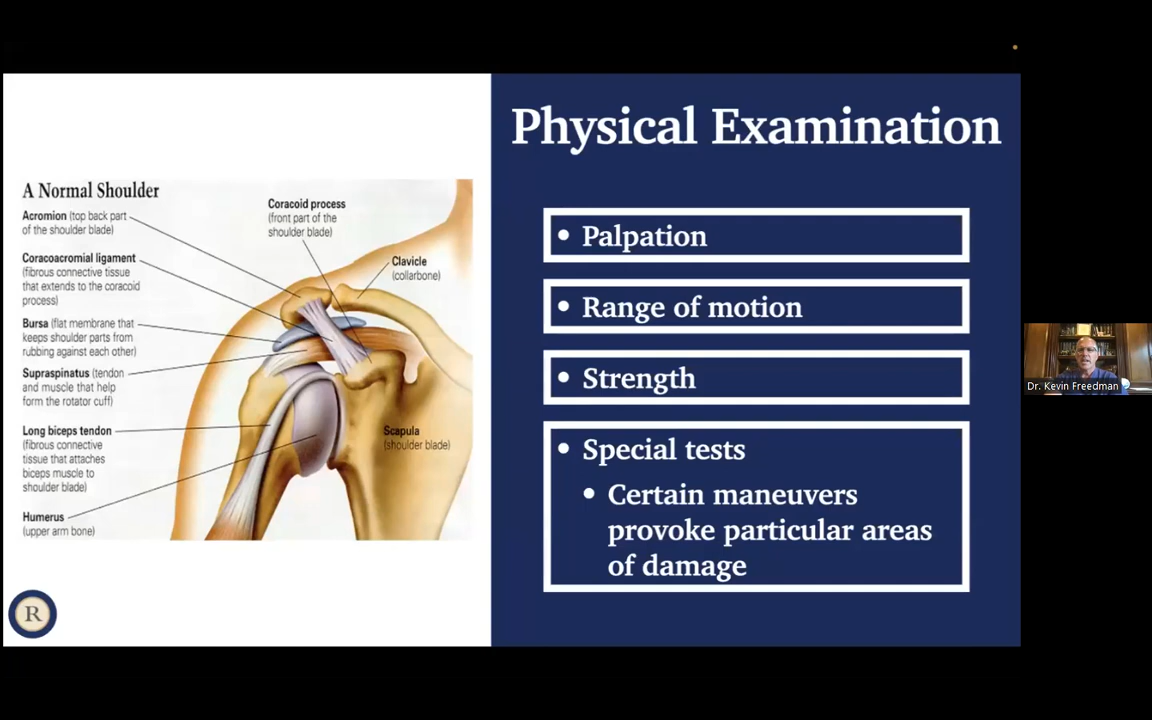 Physical Examination
A Normal Shoulder
Acromion (top back part
of the shoulder blade)
Coracoacromial ligament
(fibrous connective tissue
that extends to the coracoid
process)
Bursa (flat membrane that
keeps shoulder parts from
rubbing against each other)
Supraspinatus (tendon
and muscle that help
form the rotator cuff)
Long biceps tendon
(fibrous connective
tissue that attaches
biceps muscle to
shoulder blade)
Humerus
(upper arm bone)
Coracoid process
(front part of the
shoulder blade)
Clavicle
(collarbone)
Scapula
(shoulder blade)
R
• Palpation
• Range of motion
• Strength
• Special tests
• Certain maneuvers
provoke particular areas
of damage
Dr. Kevin Freedman